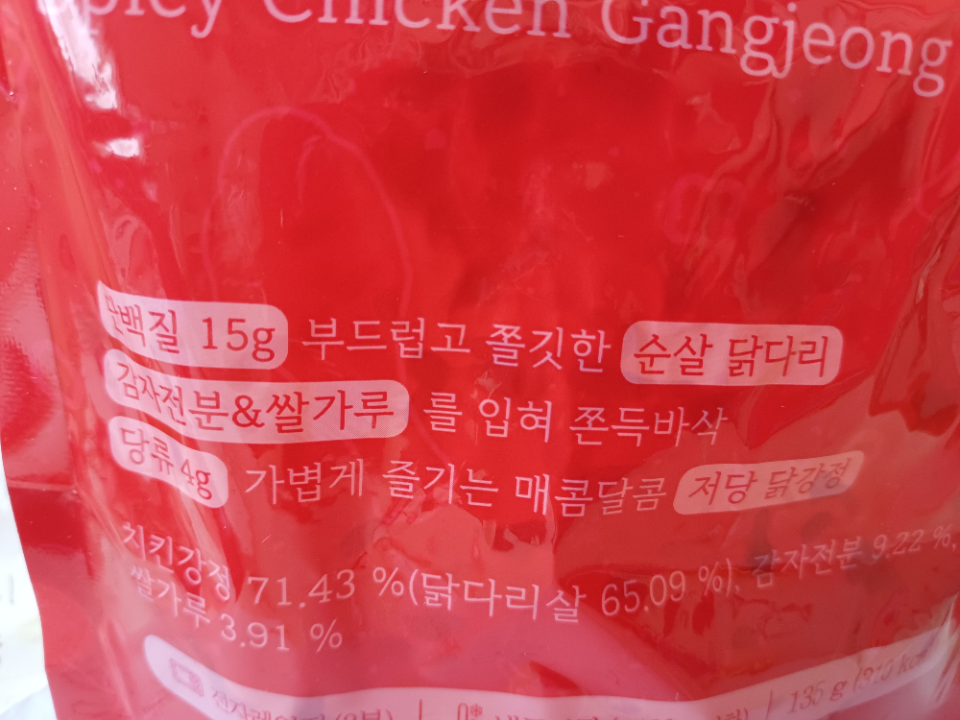 Spicy Chicken Gangjeong
단백질 15g 부드럽고 쫄깃한 순살 닭다리
감자전분&쌀가루 를 입혀 쫀득바삭
당류 4g 가볍게 즐기는 매콤달콤 저당 닭강정
치킨강정 71.43 %(닭다리살 65.09 %), 감자전분 9.22 %,
쌀가루 3.91 %
135 g (310 kcal)